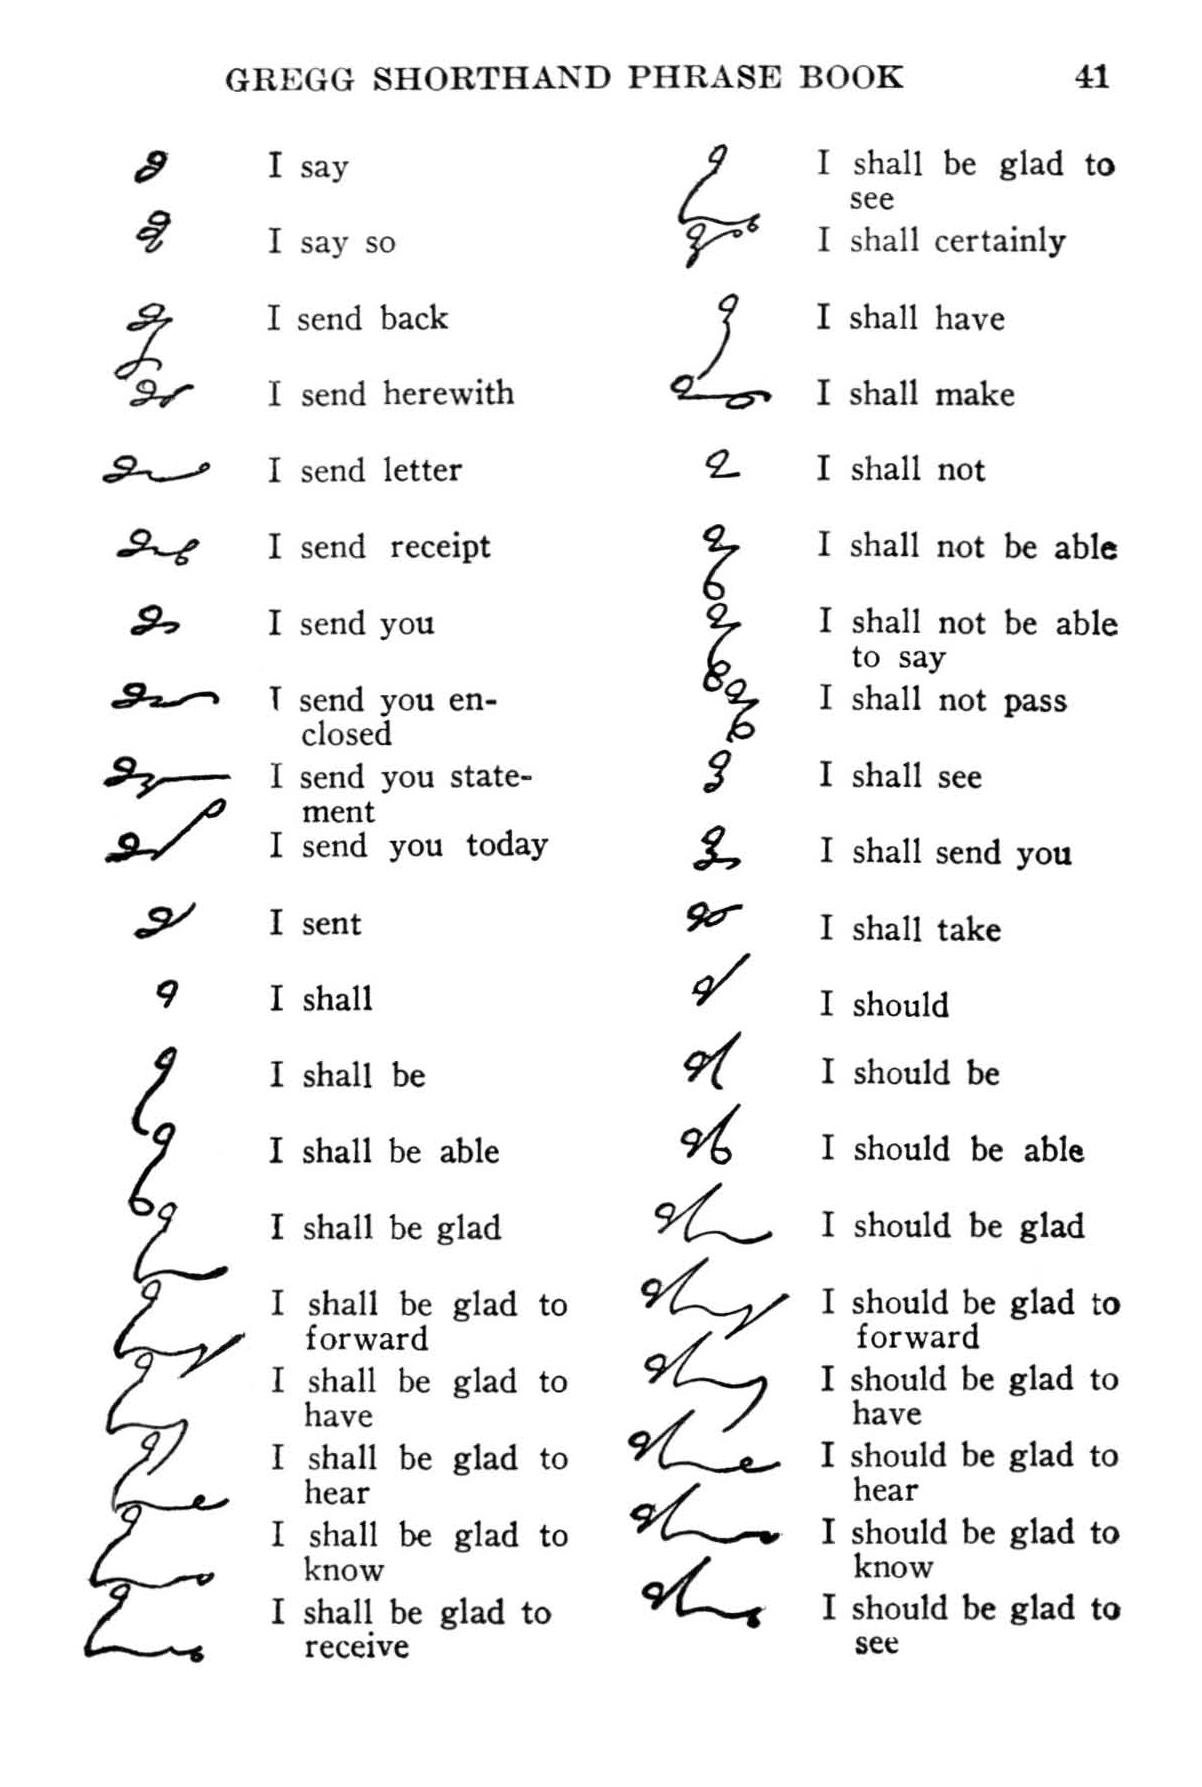 GREGG SHORTHAND PHRASE BOOK 41
I say
I say so
I send back
I send herewith
I send letter
I send receipt
I send you
I send you en-
closed
I send you state-
ment
I send you today
I sent
I shall
I shall be
I shall be able
I shall be glad
I shall be glad to
forward
I shall be glad to
have
I shall be glad to
hear
I shall be glad to
know
I shall be glad to
receive
I shall be glad to
see
I shall certainly
I shall have
I shall make
I shall not
I shall not be able
I shall not be able
to say
I shall not pass
I shall see
I shall send you
I shall take
I should
I should be
I should be able
I should be glad
I should be glad to
forward
I should be glad to
have
I should be glad to
hear
I should be glad to
know
I should be glad to
see